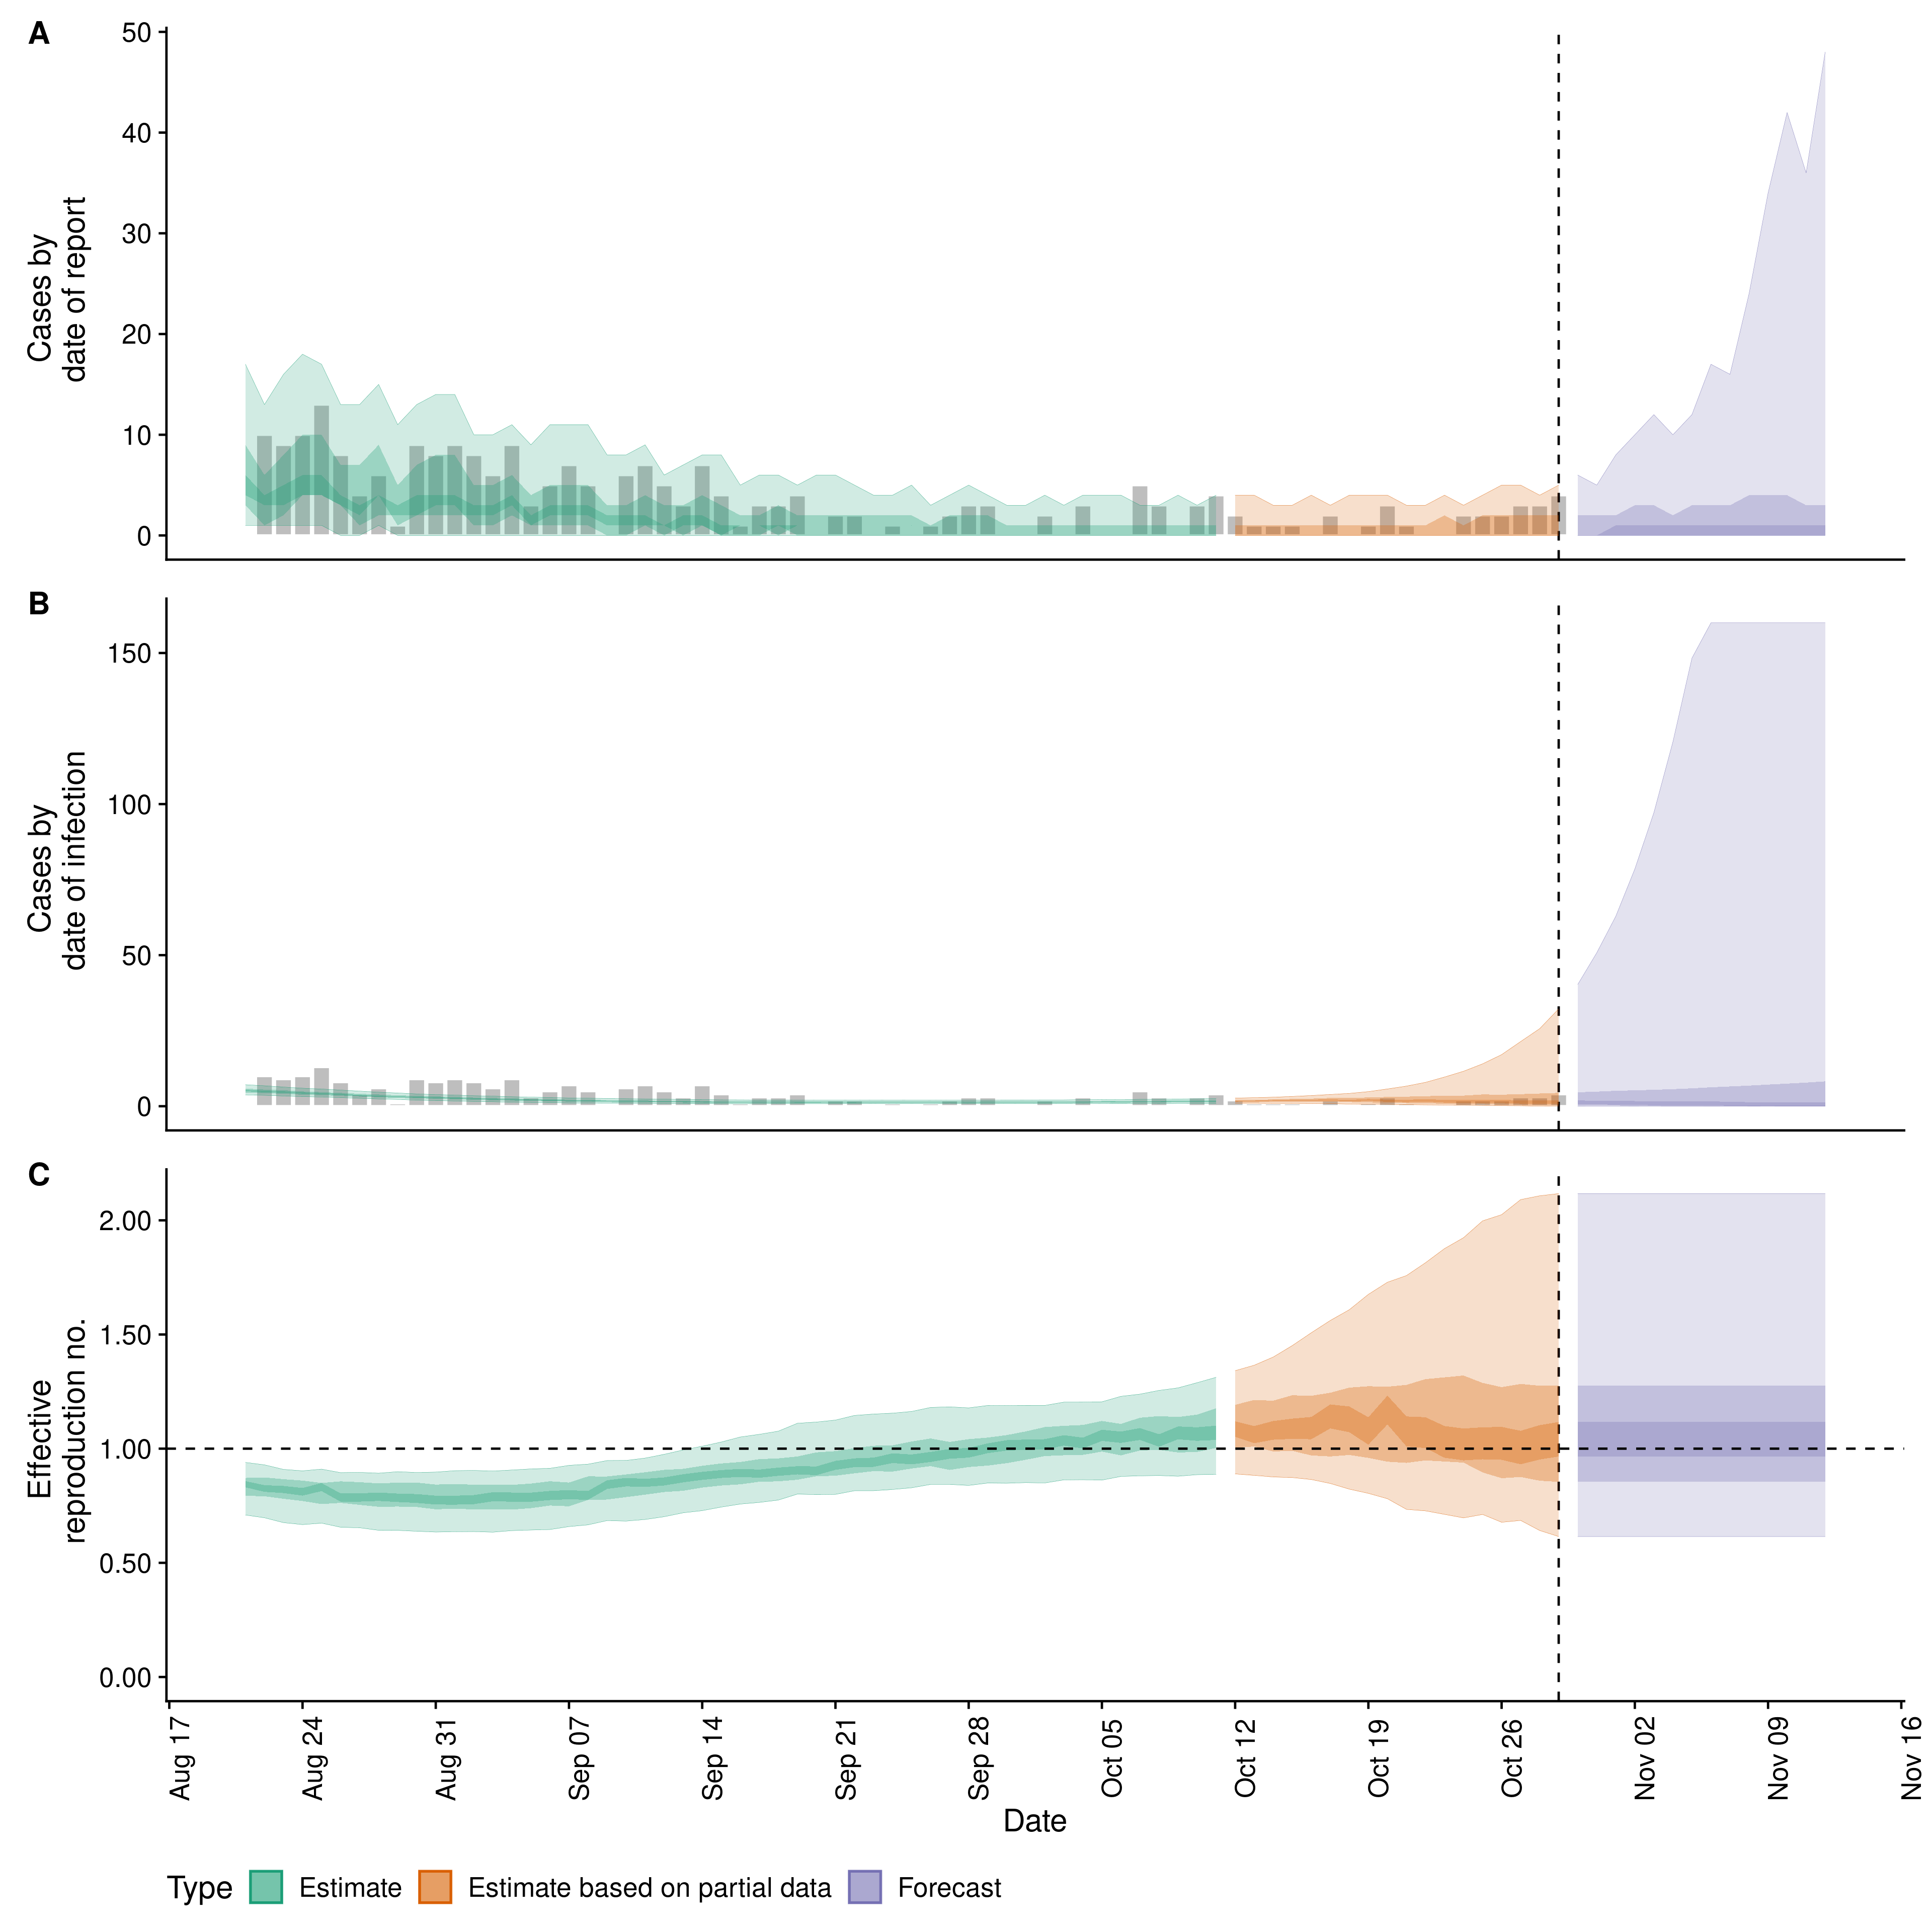 A
Cases by
date of report
50
40
30
20
10
0
B
Cases by
date of infection
150
100
50
0
C
Effective
reproduction no.
2.00
1.50
1.00
0.50
0.00
Aug 17
Aug 24
Aug 31
Sep 07
Sep 14
Sep 21
Sep 28
Oct 05
Oct 12
Oct 19
Oct 26
Nov 02
Nov 09
Nov 16
Date
Type Estimate Estimate based on partial data Forecast